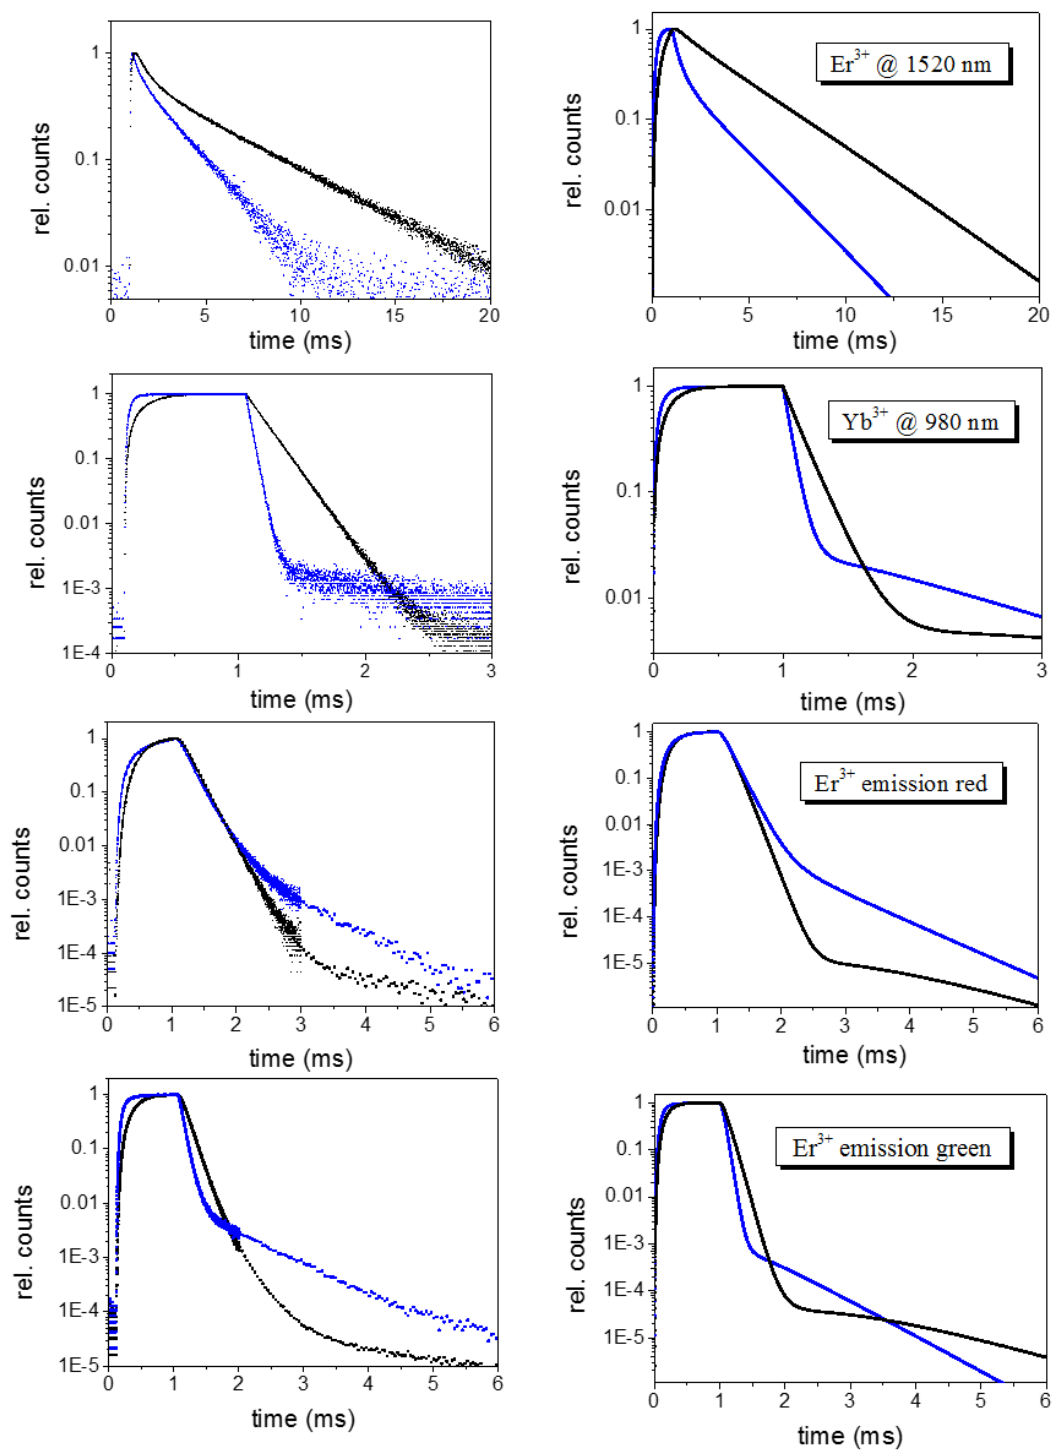 rel. counts
1
0.1
0.01
0
5
10
15
20
time (ms)
rel. counts
1
0.1
0.01
Er3+ @ 1520 nm
0
5
10
15
20
time (ms)
rel. counts
1
0.1
0.01
1E-3
1E-4
0
1
2
3
time (ms)
rel. counts
1
0.1
0.01
Yb3+ @ 980 nm
0
1
2
3
time (ms)
rel. counts
1
0.1
0.01
1E-3
1E-4
1E-5
0
1
2
3
4
5
6
time (ms)
rel. counts
1
0.1
0.01
1E-3
1E-4
1E-5
Er3+ emission red
0
1
2
3
4
5
6
time (ms)
rel. counts
1
0.1
0.01
1E-3
1E-4
1E-5
0
1
2
3
4
5
6
time (ms)
rel. counts
1
0.1
0.01
1E-3
1E-4
1E-5
Er3+ emission green
0
1
2
3
4
5
6
time (ms)